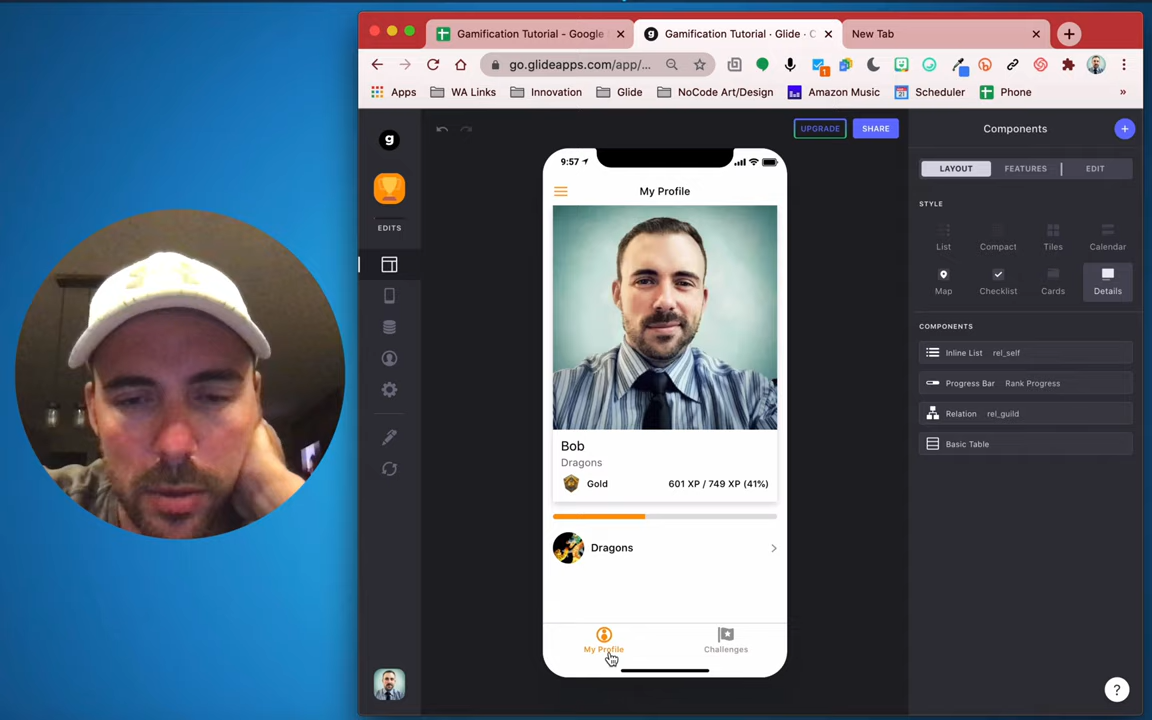 Gamification Tutorial - Google
Gamification Tutorial · Glide ·
New Tab
go.glideapps.com/app/...
1
Apps
WA Links
Innovation
Glide
NoCode Art/Design
Amazon Music
Scheduler
Phone
»
g
UPGRADE
SHARE
Components
LAYOUT
FEATURES
EDIT
EDITS
9:57
My Profile
STYLE
List
Compact
Tiles
Calendar
Map
Checklist
Cards
Details
COMPONENTS
Inline List rel_self
Progress Bar Rank Progress
Relation rel_guild
Basic Table
Bob
Dragons
Gold
601 XP / 749 XP (41%)
Dragons
My Profile
Challenges
?